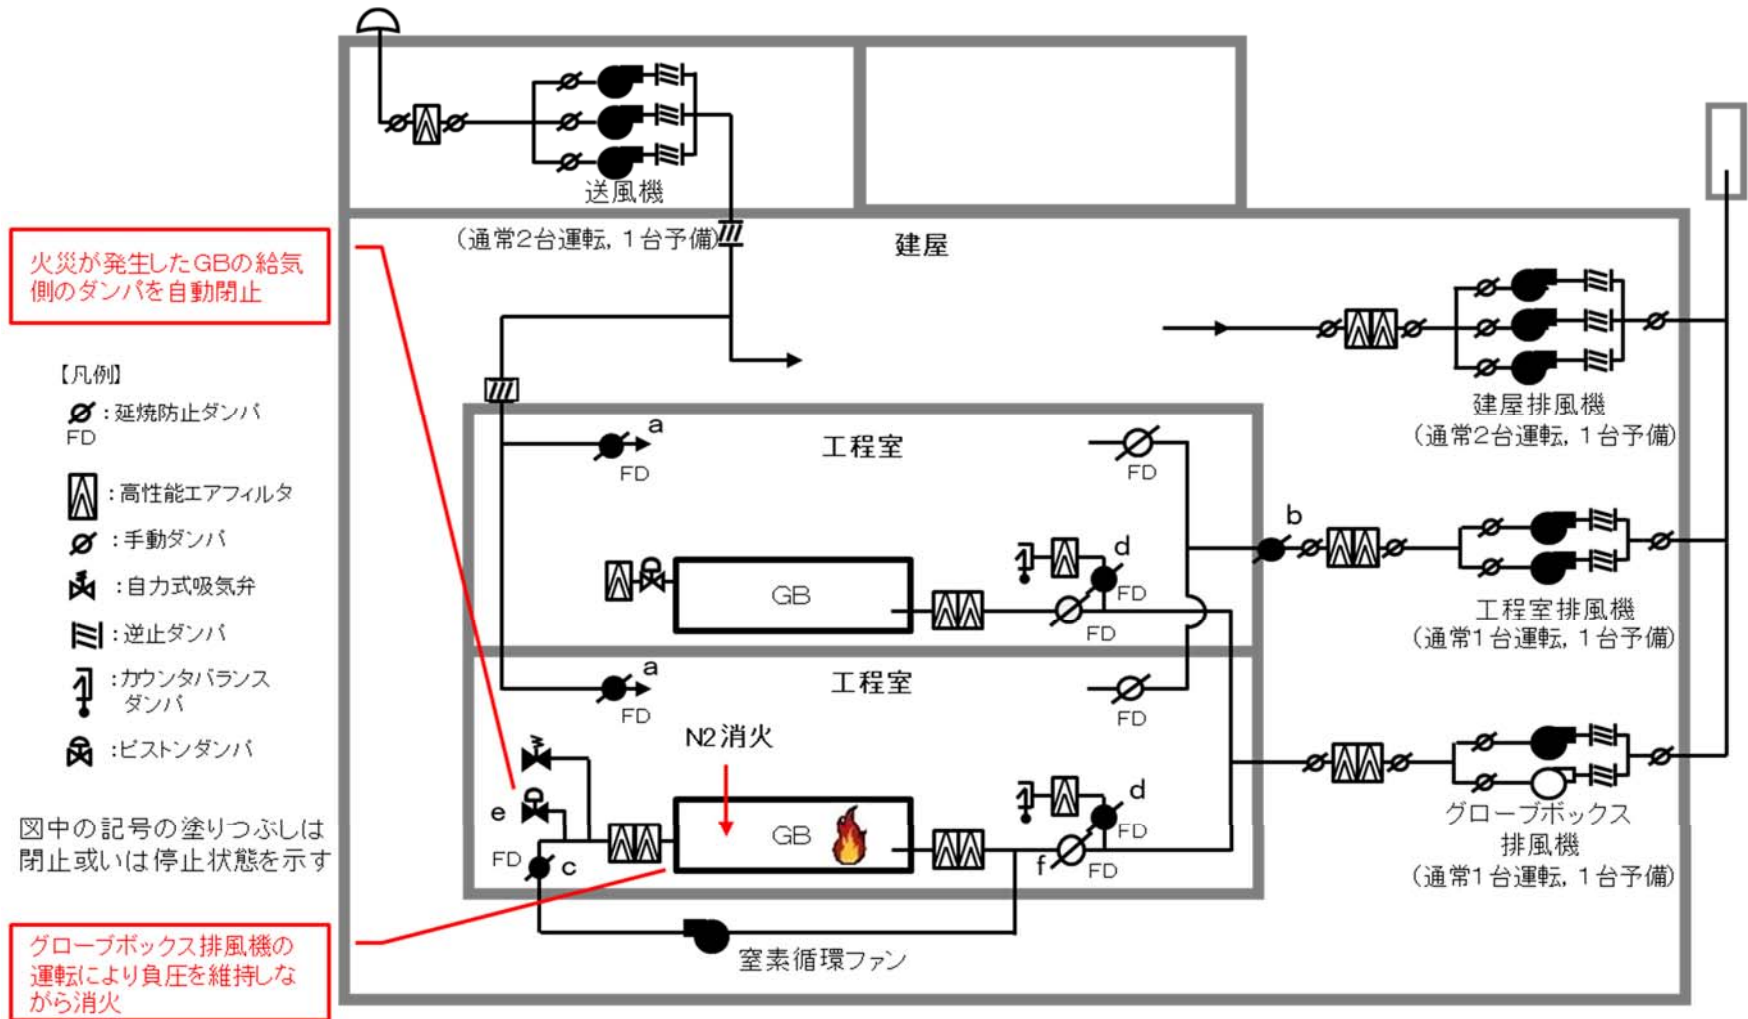 送風機
(通常2台運転,1台予備)
建屋
火災が発生したGBの給気
側のダンパを自動閉止
【凡例】
:延焼防止ダンパ
FD
:高性能エアフィルタ
:手動ダンパ
:自力式吸気弁
:逆止ダンパ
:カウンタバランス
ダンパ
:ピストンダンパ
図中の記号の塗りつぶしは
閉止或いは停止状態を示す
グローブボックス排風機の
運転により負圧を維持しな
がら消火
建屋排風機
(通常2台運転,1台予備)
a
FD
工程室
FD
b
GB
d
FD
FD
工程室排風機
(通常1台運転,1台予備)
a
FD
工程室
FD
N2消火
e
FD
c
GB
d
FD
f
FD
グローブボックス
排風機
(通常1台運転,1台予備)
窒素循環ファン